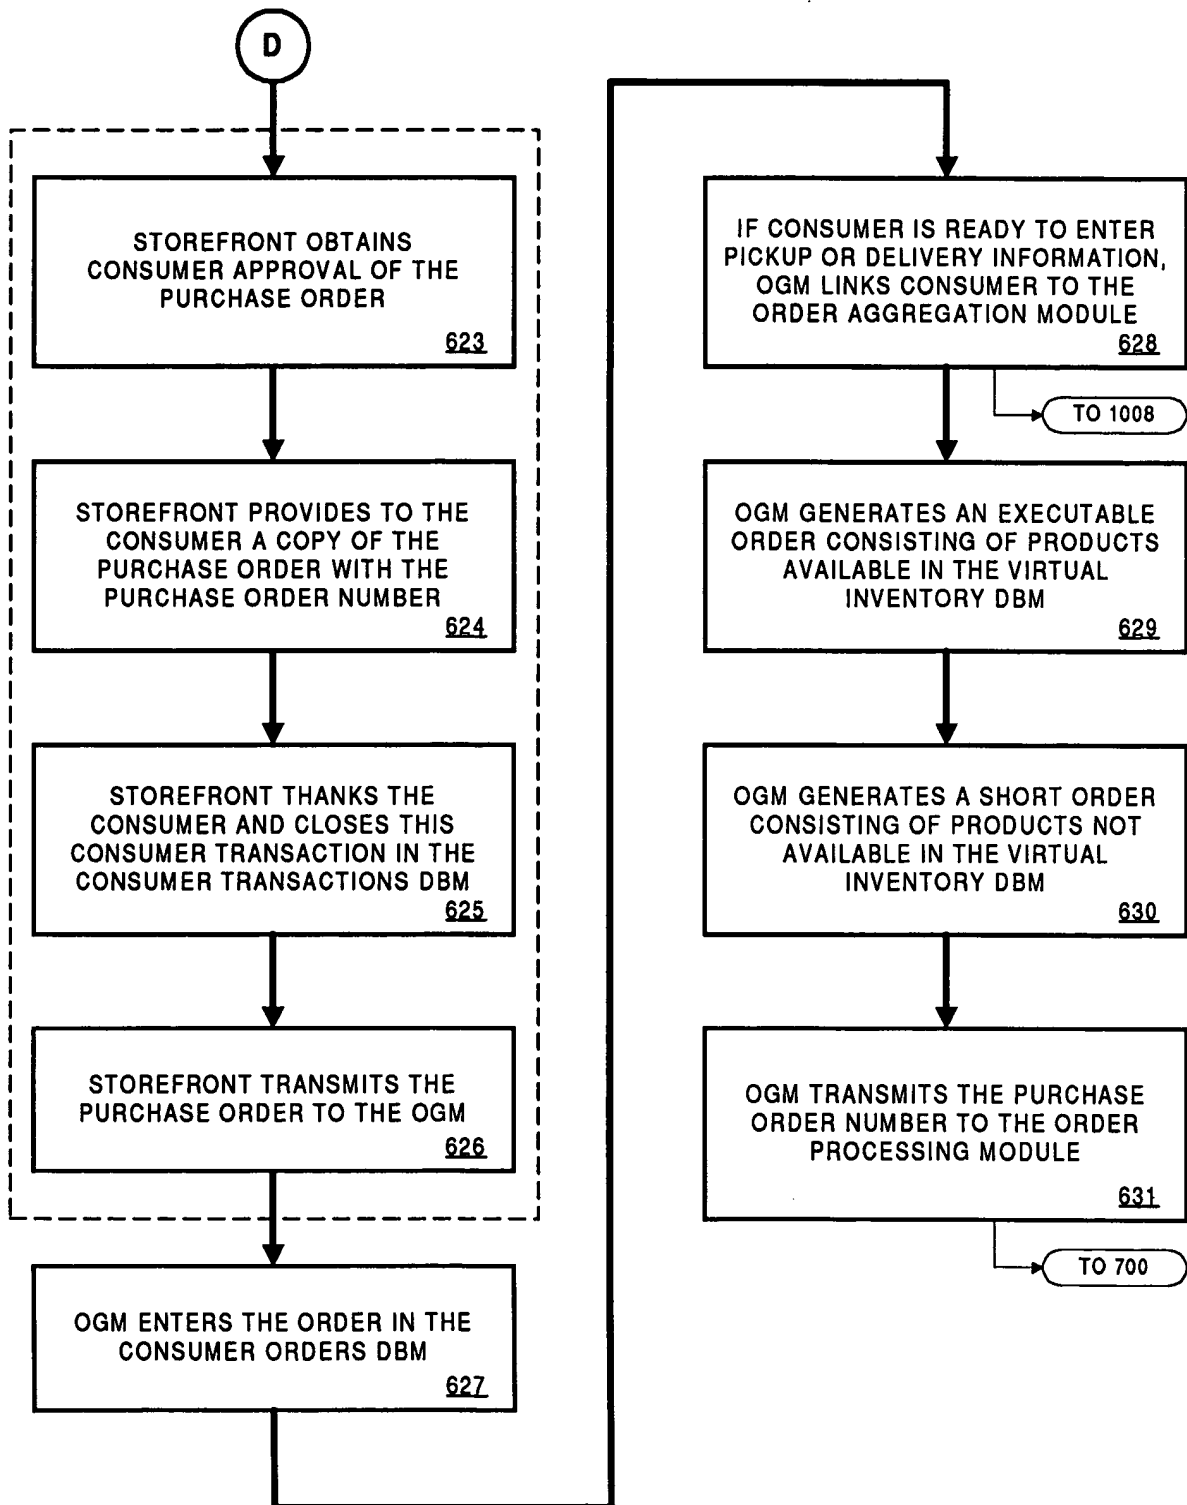 D
STOREFRONT OBTAINS
CONSUMER APPROVAL OF THE
PURCHASE ORDER
623
STOREFRONT PROVIDES TO THE
CONSUMER A COPY OF THE
PURCHASE ORDER WITH THE
PURCHASE ORDER NUMBER
624
STOREFRONT THANKS THE
CONSUMER AND CLOSES THIS
CONSUMER TRANSACTION IN THE
CONSUMER TRANSACTIONS DBM
625
STOREFRONT TRANSMITS THE
PURCHASE ORDER TO THE OGM
626
OGM ENTERS THE ORDER IN THE
CONSUMER ORDERS DBM
627
IF CONSUMER IS READY TO ENTER
PICKUP OR DELIVERY INFORMATION,
OGM LINKS CONSUMER TO THE
ORDER AGGREGATION MODULE
628
TO 1008
OGM GENERATES AN EXECUTABLE
ORDER CONSISTING OF PRODUCTS
AVAILABLE IN THE VIRTUAL
INVENTORY DBM
629
OGM GENERATES A SHORT ORDER
CONSISTING OF PRODUCTS NOT
AVAILABLE IN THE VIRTUAL
INVENTORY DBM
630
OGM TRANSMITS THE PURCHASE
ORDER NUMBER TO THE ORDER
PROCESSING MODULE
631
TO 700